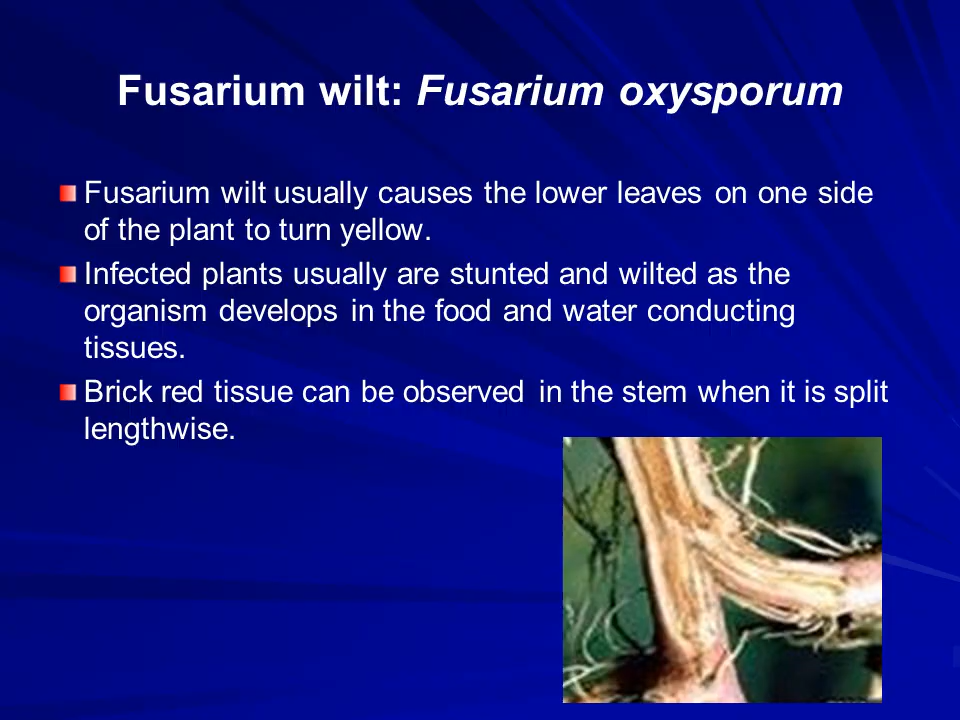 Fusarium wilt: Fusarium oxysporum
Fusarium wilt usually causes the lower leaves on one side
of the plant to turn yellow.
Infected plants usually are stunted and wilted as the
organism develops in the food and water conducting
tissues.
Brick red tissue can be observed in the stem when it is split
lengthwise.